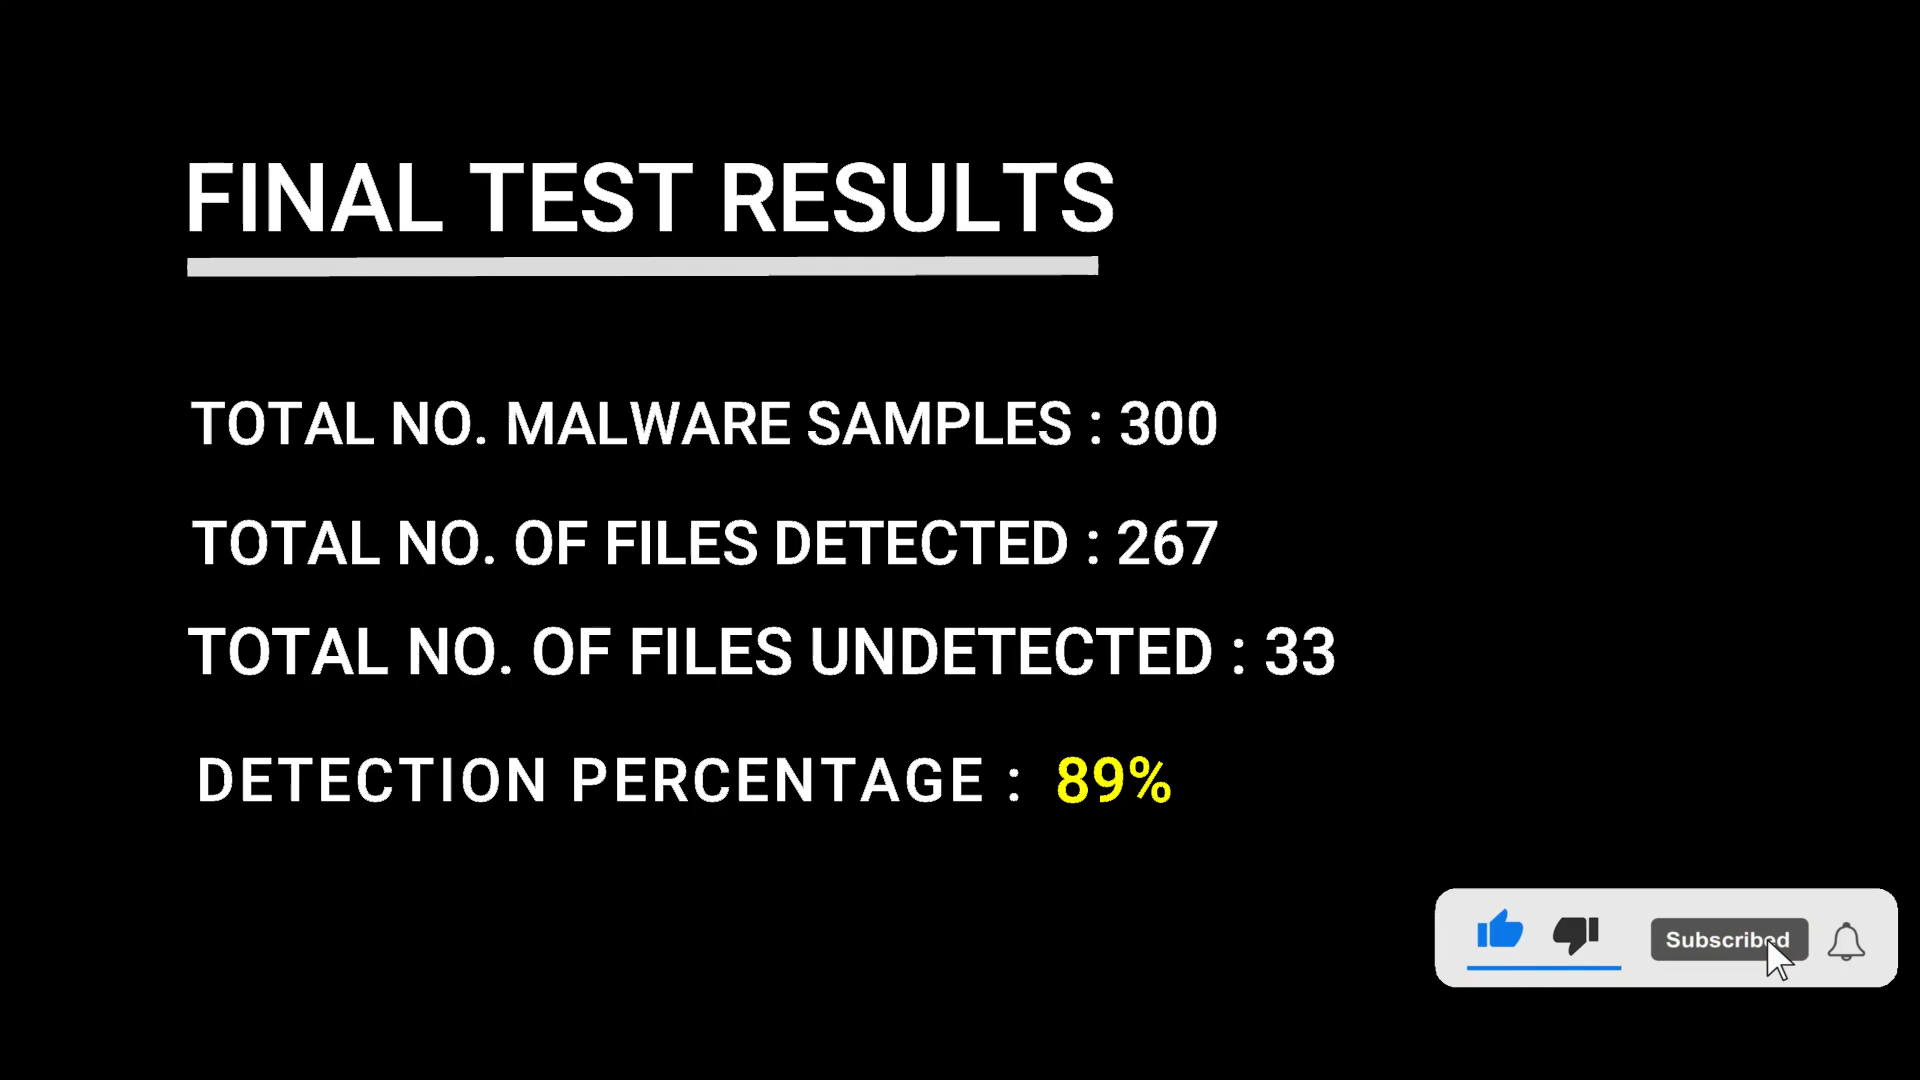 FINAL TEST RESULTS
TOTAL NO. MALWARE SAMPLES : 300
TOTAL NO. OF FILES DETECTED : 267
TOTAL NO. OF FILES UNDETECTED : 33
DETECTION PERCENTAGE : 89%
Subscribed